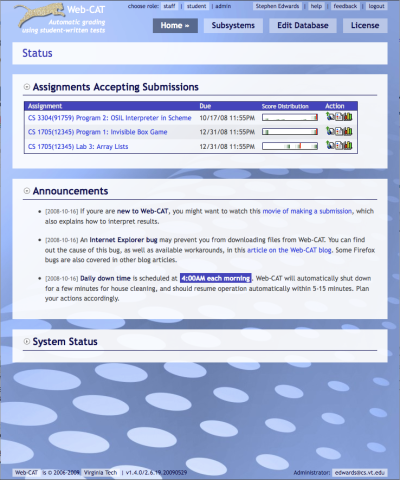 Web-CAT
Automatic grading
using student-written tests
choose role: staff | student | admin
Stephen Edwards | help | feedback | logout
Home »
Subsystems
Edit Database
License
Status
Assignments Accepting Submissions
Assignment Due Score Distribution Action
CS 3304(91759) Program 2: OSIL Interpreter in Scheme 10/17/08 11:55PM
CS 1705(12345) Program 1: Invisible Box Game 12/31/08 11:55PM
CS 1705(12345) Lab 3: Array Lists 12/31/08 11:55PM
Announcements
[2008-10-16] If youre are new to Web-CAT, you might want to watch this movie of making a submission, which
also explains how to interpret results.
[2008-10-16] An Internet Explorer bug may prevent you from downloading files from Web-CAT. You can find
out the cause of this bug, as well as available workarounds, in this article on the Web-CAT blog. Some Firefox
bugs are also covered in other blog articles.
[2008-10-16] Daily down time is scheduled at 4:00AM each morning. Web-CAT will automatically shut down
for a few minutes for house cleaning, and should resume operation automatically within 5-15 minutes. Plan
your actions accordingly.
System Status
Web-CAT is © 2006-2009, Virginia Tech | v1.4.0/2.6.19.20090529
Administrator: edwards@cs.vt.edu